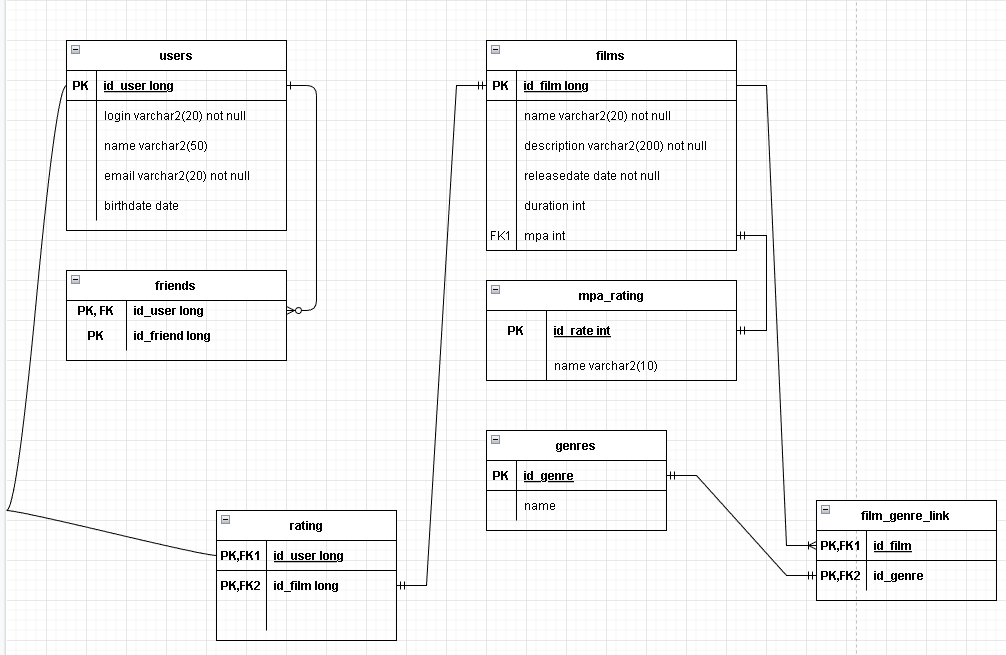 users
PK id_user long
login varchar2(20) not null
name varchar2(50)
email varchar2(20) not null
birthdate date
friends
PK, FK id_user long
PK id_friend long
films
PK id_film long
name varchar2(20) not null
description varchar2(200) not null
releasedate date not null
duration int
FK1 mpa int
mpa_rating
PK id_rate int
name varchar2(10)
genres
PK id_genre
name
rating
PK,FK1 id_user long
PK,FK2 id_film long
film_genre_link
PK,FK1 id_film
PK,FK2 id_genre